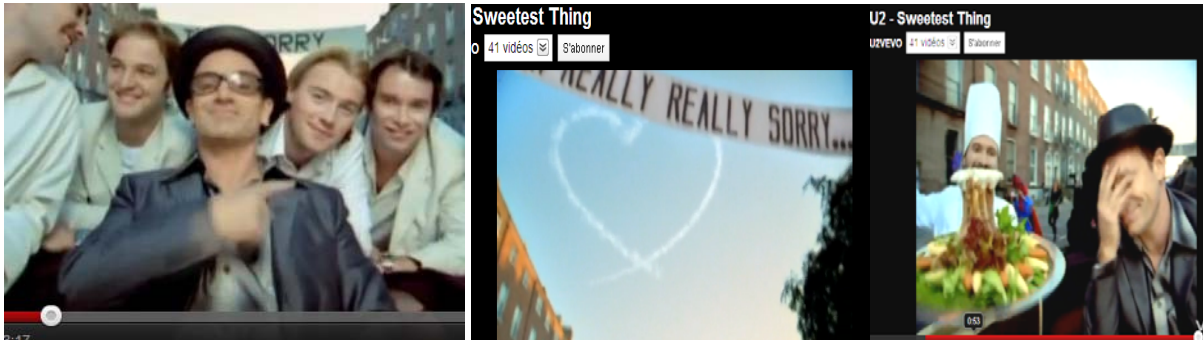 SORRY
Sweetest Thing
41 vidéos S'abonner
REALLY REALLY SORRY...
U2 - Sweetest Thing
U2VEVO 41 vidéos S'abonner
0:53